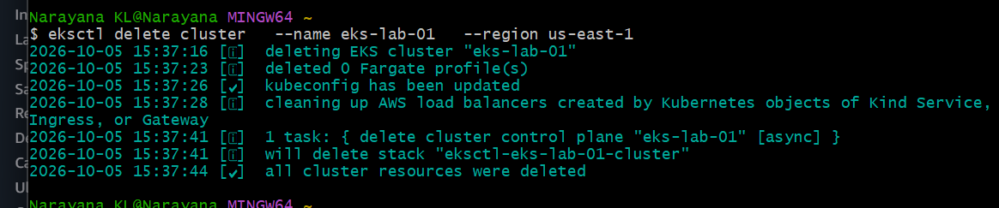 In
La
Sp
Sa
Re
De
Ca
Ul
Narayana KL@Narayana MINGW64 ~
$ eksctl delete cluster   --name eks-lab-01   --region us-east-1
2026-10-05 15:37:16 [ℹ]  deleting EKS cluster "eks-lab-01"
2026-10-05 15:37:23 [ℹ]  deleted 0 Fargate profile(s)
2026-10-05 15:37:26 [✔]  kubeconfig has been updated
2026-10-05 15:37:28 [ℹ]  cleaning up AWS load balancers created by Kubernetes objects of Kind Service,
Ingress, or Gateway
2026-10-05 15:37:41 [ℹ]  1 task: { delete cluster control plane "eks-lab-01" [async] }
2026-10-05 15:37:41 [ℹ]  will delete stack "eksctl-eks-lab-01-cluster"
2026-10-05 15:37:44 [✔]  all cluster resources were deleted
Narayana KL@Narayana MINGW64 ~